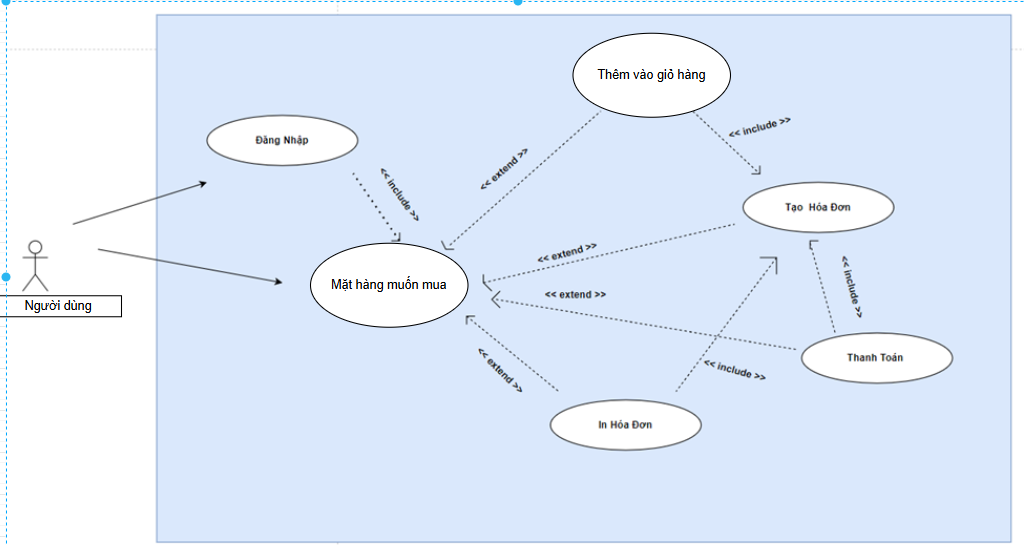 Thêm vào giỏ hàng
<< include >>
Đăng Nhập
<< extend >>
<< include >>
Tạo Hóa Đơn
<< extend >>
Mặt hàng muốn mua
<< extend >>
<< include >>
Người dùng
<< extend >>
<< include >>
Thanh Toán
In Hóa Đơn